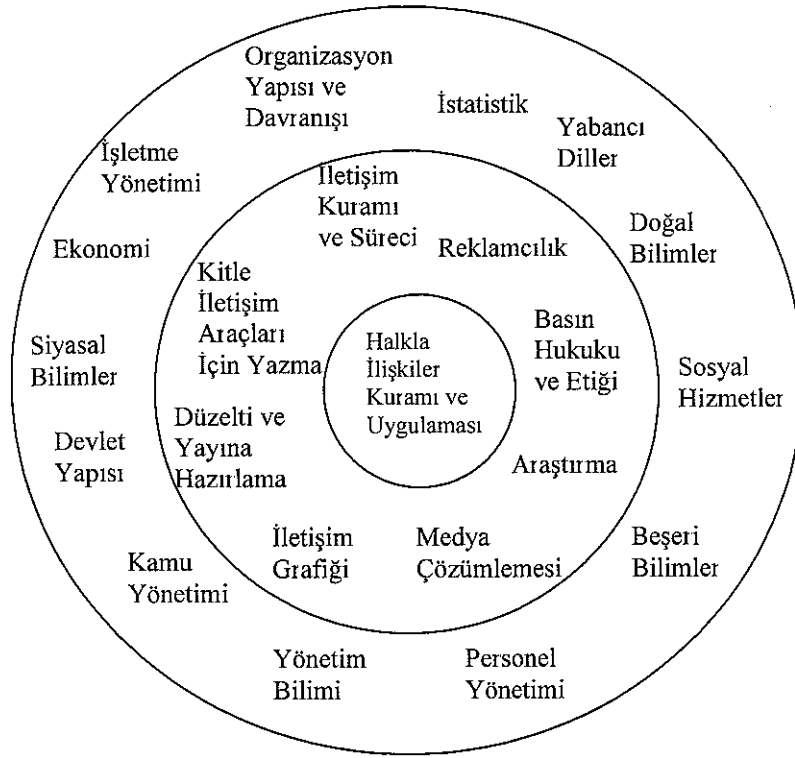 Organizasyon
Yapısı ve
Davranışı
İstatistik
Yabancı
Diller
İşletme
Yönetimi
Ekonomi
Doğal
Bilimler
Siyasal
Bilimler
Sosyal
Hizmetler
Devlet
Yapısı
Kamu
Yönetimi
Beşeri
Bilimler
Yönetim
Bilimi
Personel
Yönetimi
İletişim
Kuramı
ve Süreci
Reklamcılık
Kitle
İletişim
Araçları
İçin Yazma
Basın
Hukuku
ve Etiği
Düzelti ve
Yayına
Hazırlama
Araştırma
İletişim
Grafiği
Medya
Çözümlemesi
Halkla
İlişkiler
Kuramı ve
Uygulaması